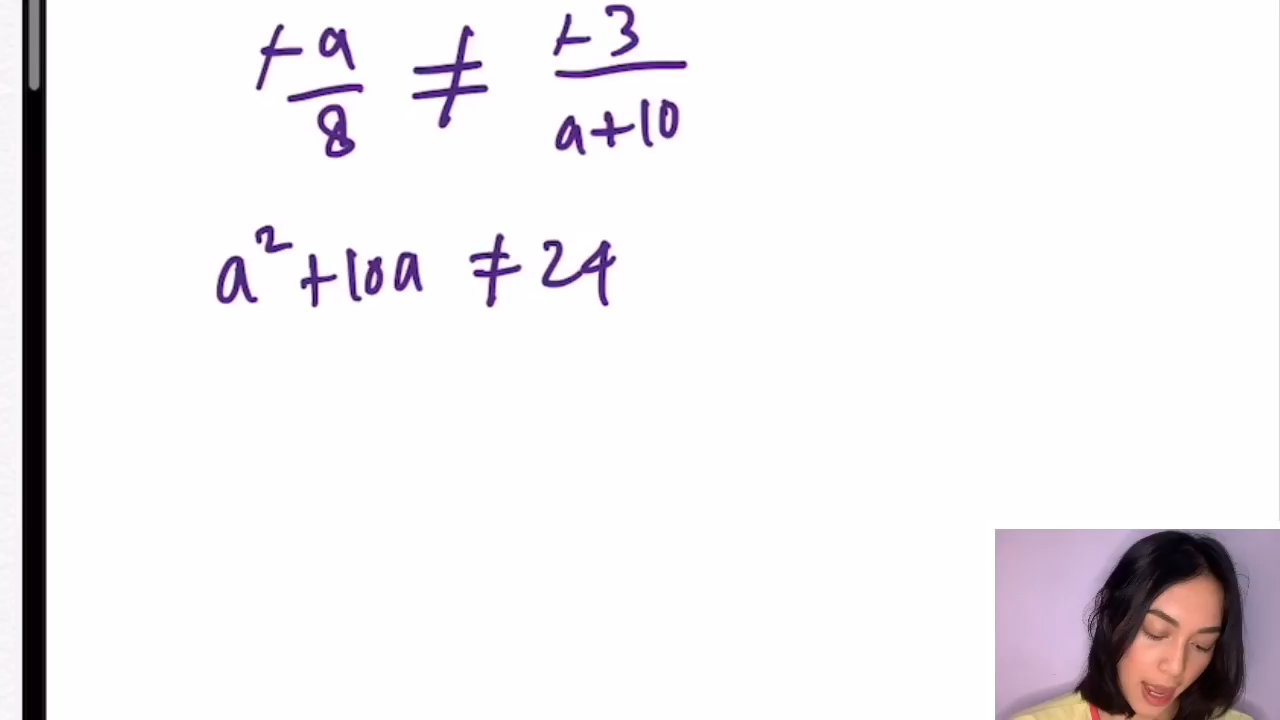 -a/8 ≠ -3/a+10
a² + 10a ≠ 24